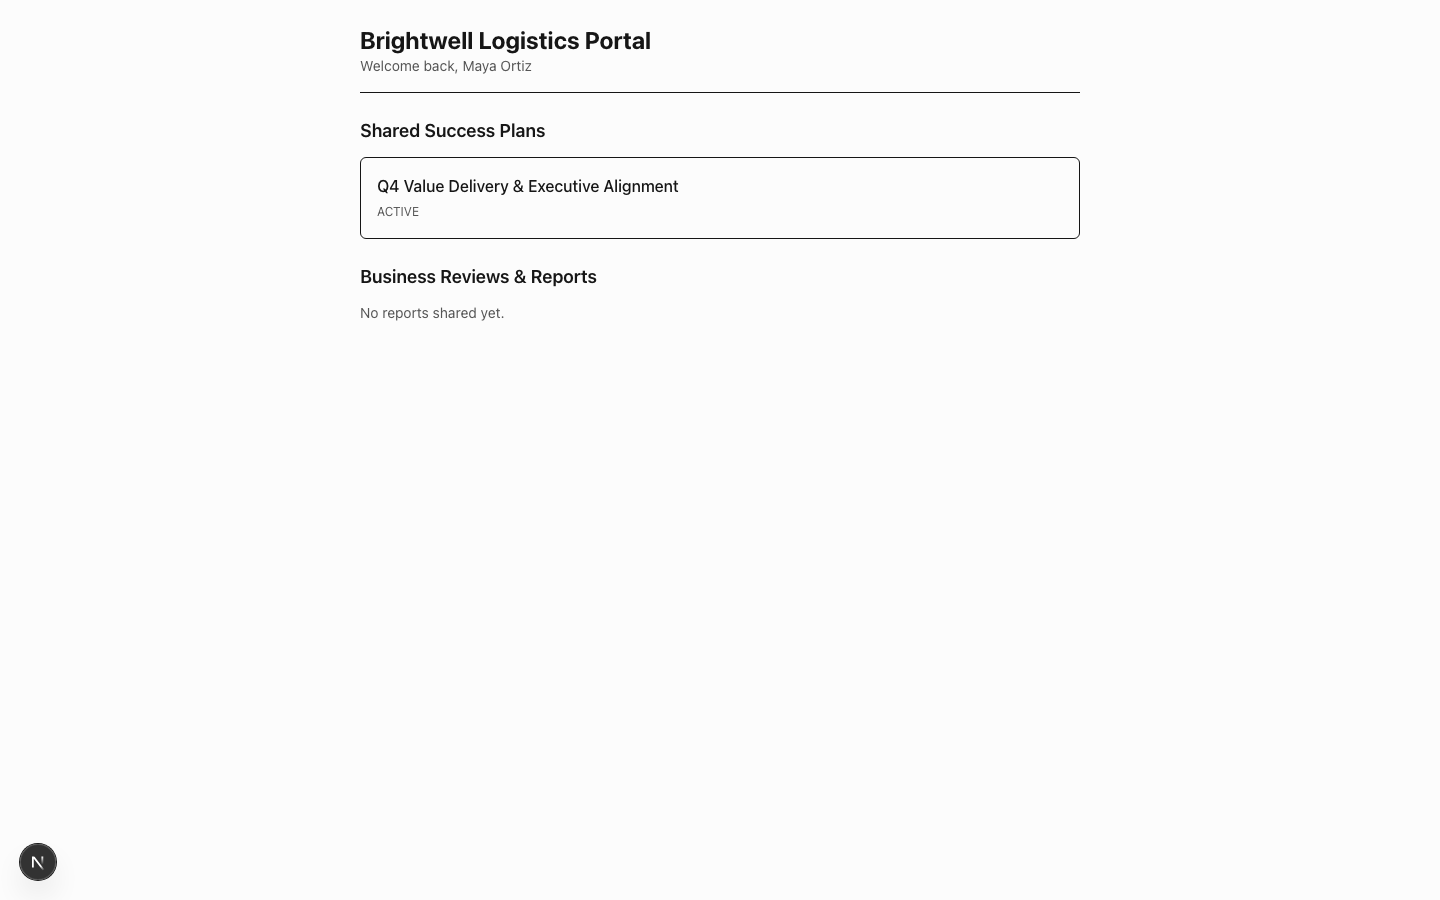 Brightwell Logistics Portal
Welcome back, Maya Ortiz
Shared Success Plans
Q4 Value Delivery & Executive Alignment
ACTIVE
Business Reviews & Reports
No reports shared yet.
N